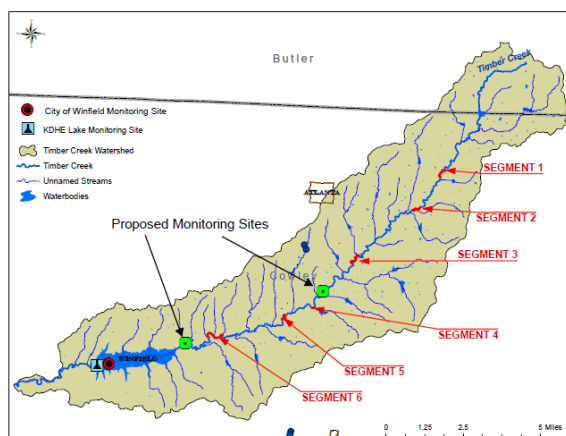 Butler
Timber Creek
City of Winfield Monitoring Site
KDHE Lake Monitoring Site
Timber Creek Watershed
Timber Creek
Unnamed Streams
Waterbodies
SEGMENT 1
ATLANTA
SEGMENT 2
Proposed Monitoring Sites
SEGMENT 3
Cowley
SEGMENT 4
WINFIELD
SEGMENT 5
SEGMENT 6
0 1.25 2.5 5 Miles